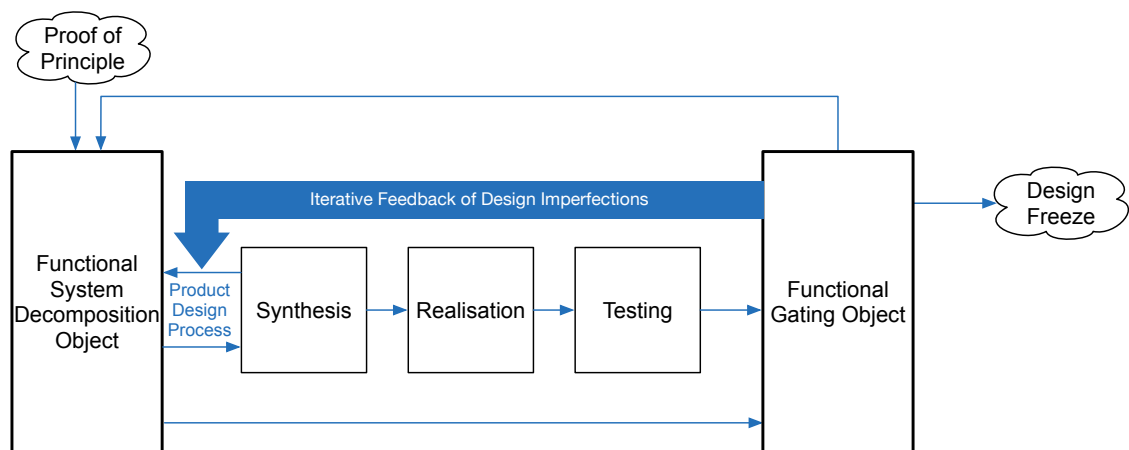 Proof of
Principle
Iterative Feedback of Design Imperfections
Design
Freeze
Functional
System
Decomposition
Object
Product
Design
Process
Synthesis
Realisation
Testing
Functional
Gating Object